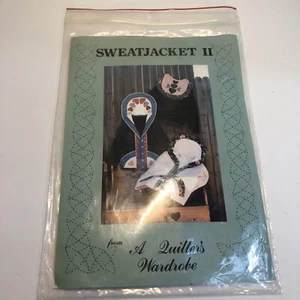 SWEATJACKET II
from
A Quilter's
Wardrobe